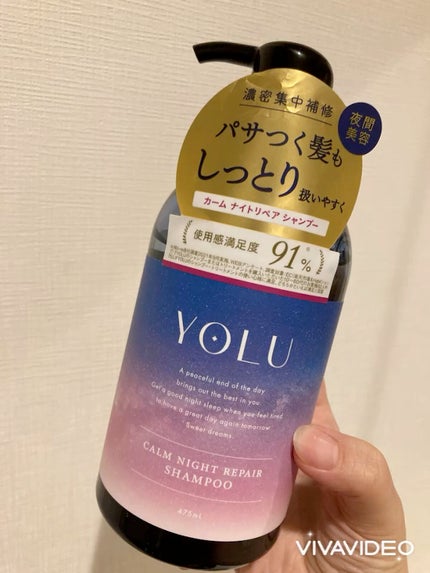 濃密集中補修
夜間
美容
パサつく髪も
しっとり 扱いやすく
カーム ナイトリペア シャンプー
使用感満足度 91%
YOLU
A peaceful end of the day
brings out the best in you.
Get a good night sleep when you feel tired
to have a great day again tomorrow.
Sweet dreams.
CALM NIGHT REPAIR
SHAMPOO
475ml
VIVAVIDEO